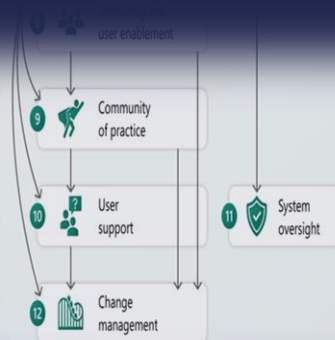 user enablement
9
Community
of practice
10
?
User
support
11
System
oversight
12
Change
management